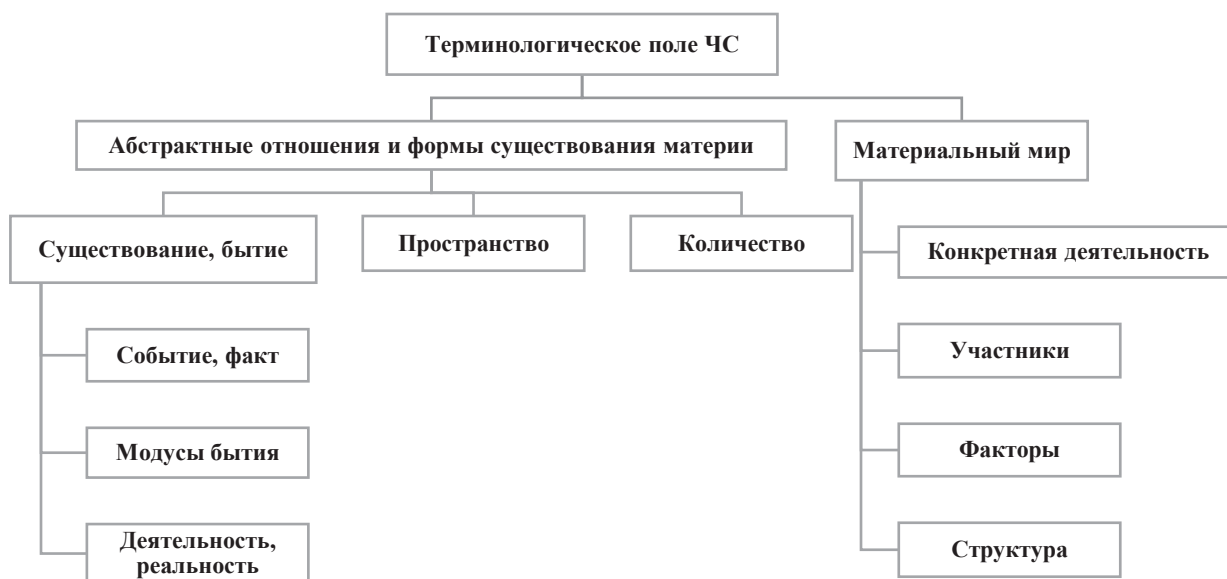 Терминологическое поле ЧС
Абстрактные отношения и формы существования материи
Материальный мир
Существование, бытие
Пространство
Количество
Конкретная деятельность
Событие, факт
Участники
Модусы бытия
Факторы
Деятельность,
реальность
Структура